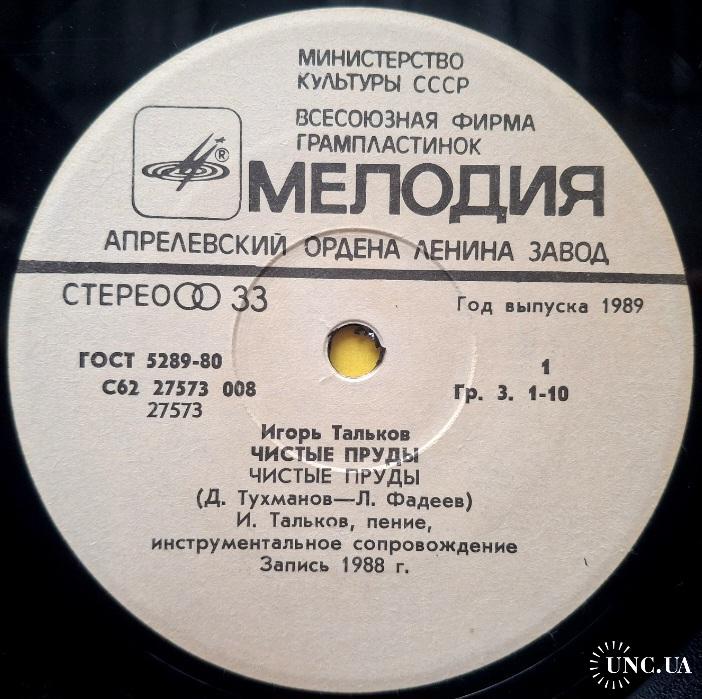 МИНИСТЕРСТВО
КУЛЬТУРЫ СССР
ВСЕСОЮЗНАЯ ФИРМА
ГРАМПЛАСТИНОК
®
МЕЛОДИЯ
АПРЕЛЕВСКИЙ ОРДЕНА ЛЕНИНА ЗАВОД
СТЕРЕО 33
Год выпуска 1989
ГОСТ 5289-80
С62 27573 008
27573
1
Гр. 3. 1-10
Игорь Тальков
ЧИСТЫЕ ПРУДЫ
ЧИСТЫЕ ПРУДЫ
(Д. Тухманов—Л. Фадеев)
И. Тальков, пение,
инструментальное сопровождение
Запись 1988 г.
UNC.UA